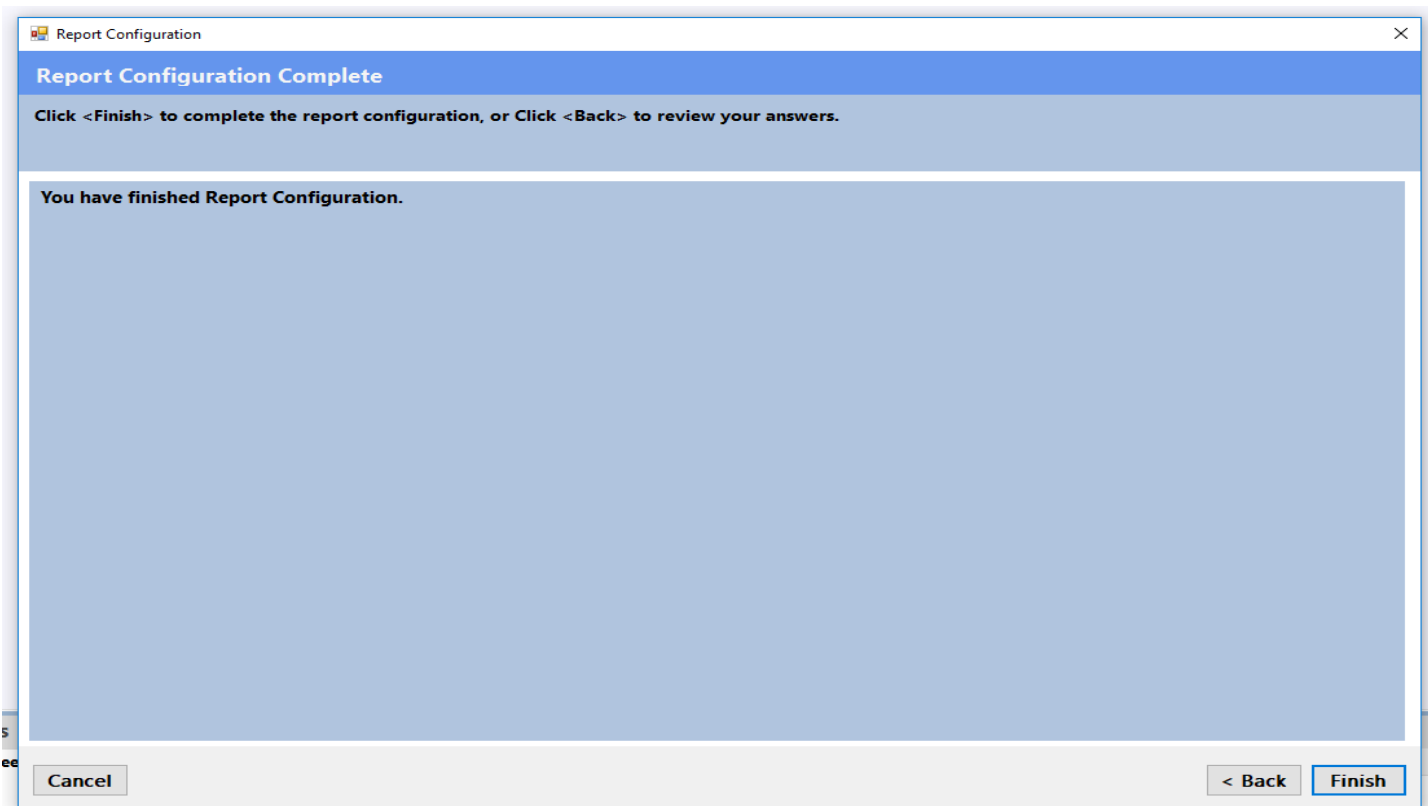 Report Configuration
Report Configuration Complete
Click <Finish> to complete the report configuration, or Click <Back> to review your answers.
You have finished Report Configuration.
s
ee
Cancel
< Back
Finish